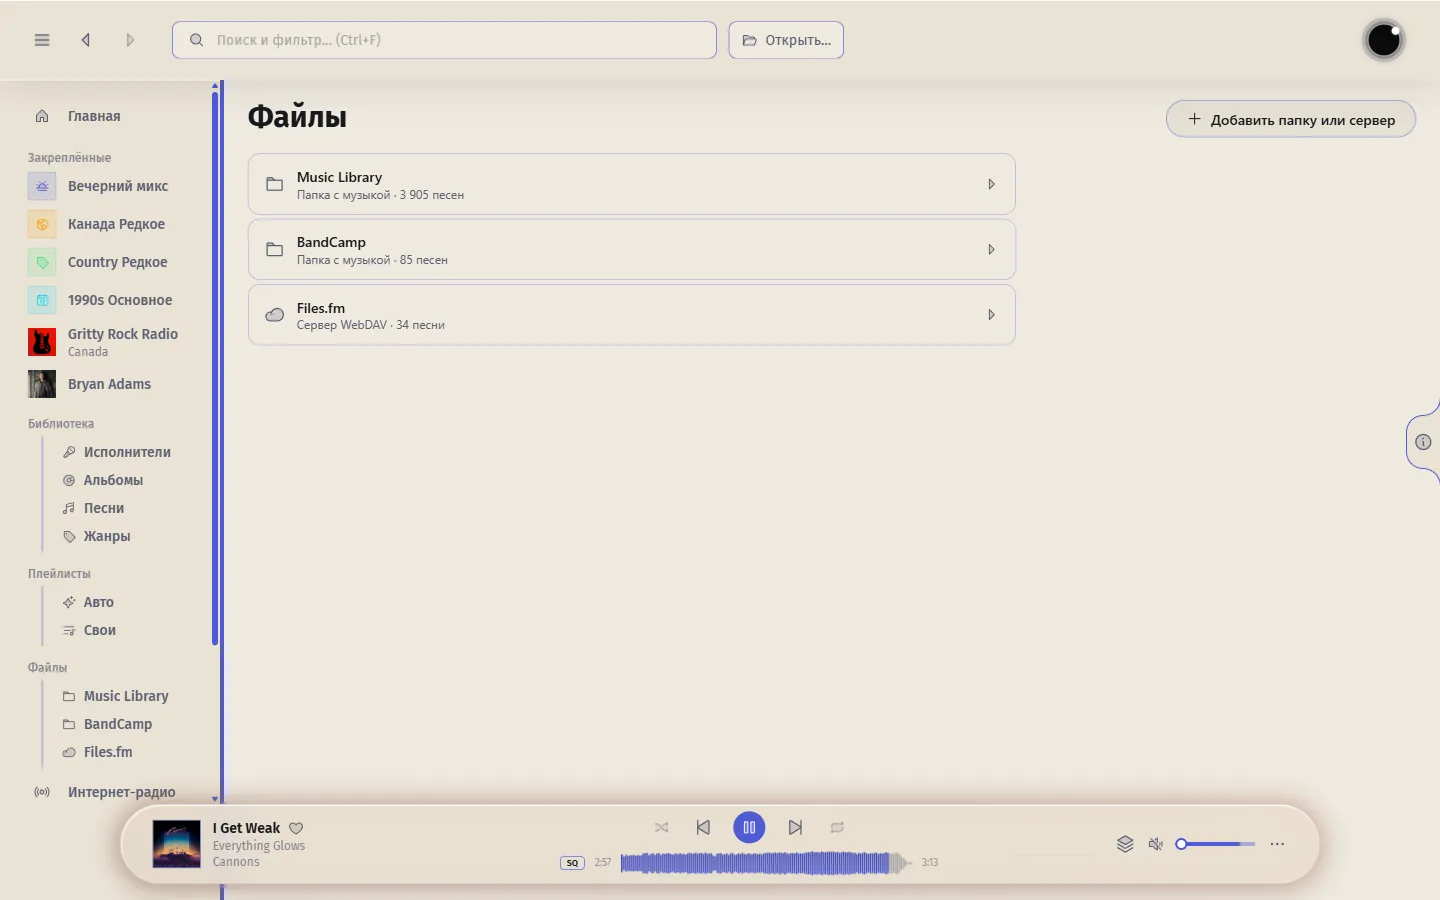 Поиск и фильтр... (Ctrl+F)
Открыть...
Главная
Закреплённые
Вечерний микс
Канада Редкое
Country Редкое
1990s Основное
Gritty Rock Radio
Canada
Bryan Adams
Библиотека
Исполнители
Альбомы
Песни
Жанры
Плейлисты
Авто
Свои
Файлы
Music Library
BandCamp
Files.fm
Интернет-радио
Файлы
Добавить папку или сервер
Music Library
Папка с музыкой · 3 905 песен
BandCamp
Папка с музыкой · 85 песен
Files.fm
Сервер WebDAV · 34 песни
I Get Weak
Everything Glows
Cannons
SQ
2:57
3:13